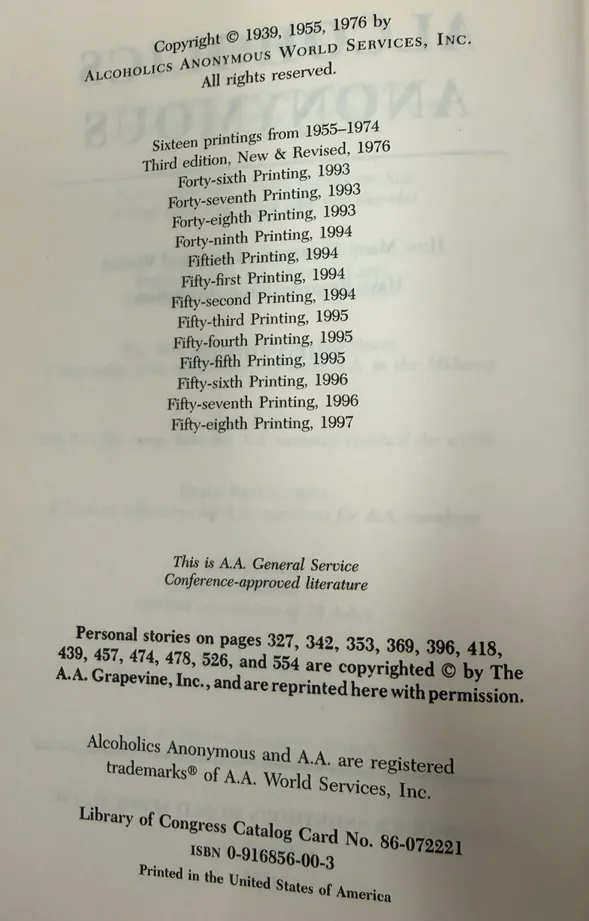 Copyright © 1939, 1955, 1976 by
ALCOHOLICS ANONYMOUS WORLD SERVICES, INC.
All rights reserved.
Sixteen printings from 1955–1974
Third edition, New & Revised, 1976
Forty-sixth Printing, 1993
Forty-seventh Printing, 1993
Forty-eighth Printing, 1993
Forty-ninth Printing, 1994
Fiftieth Printing, 1994
Fifty-first Printing, 1994
Fifty-second Printing, 1994
Fifty-third Printing, 1995
Fifty-fourth Printing, 1995
Fifty-fifth Printing, 1995
Fifty-sixth Printing, 1996
Fifty-seventh Printing, 1996
Fifty-eighth Printing, 1997
This is A.A. General Service
Conference-approved literature
Personal stories on pages 327, 342, 353, 369, 396, 418,
439, 457, 474, 478, 526, and 554 are copyrighted © by The
A.A. Grapevine, Inc., and are reprinted here with permission.
Alcoholics Anonymous and A.A. are registered
trademarks® of A.A. World Services, Inc.
Library of Congress Catalog Card No. 86-072221
ISBN 0-916856-00-3
Printed in the United States of America